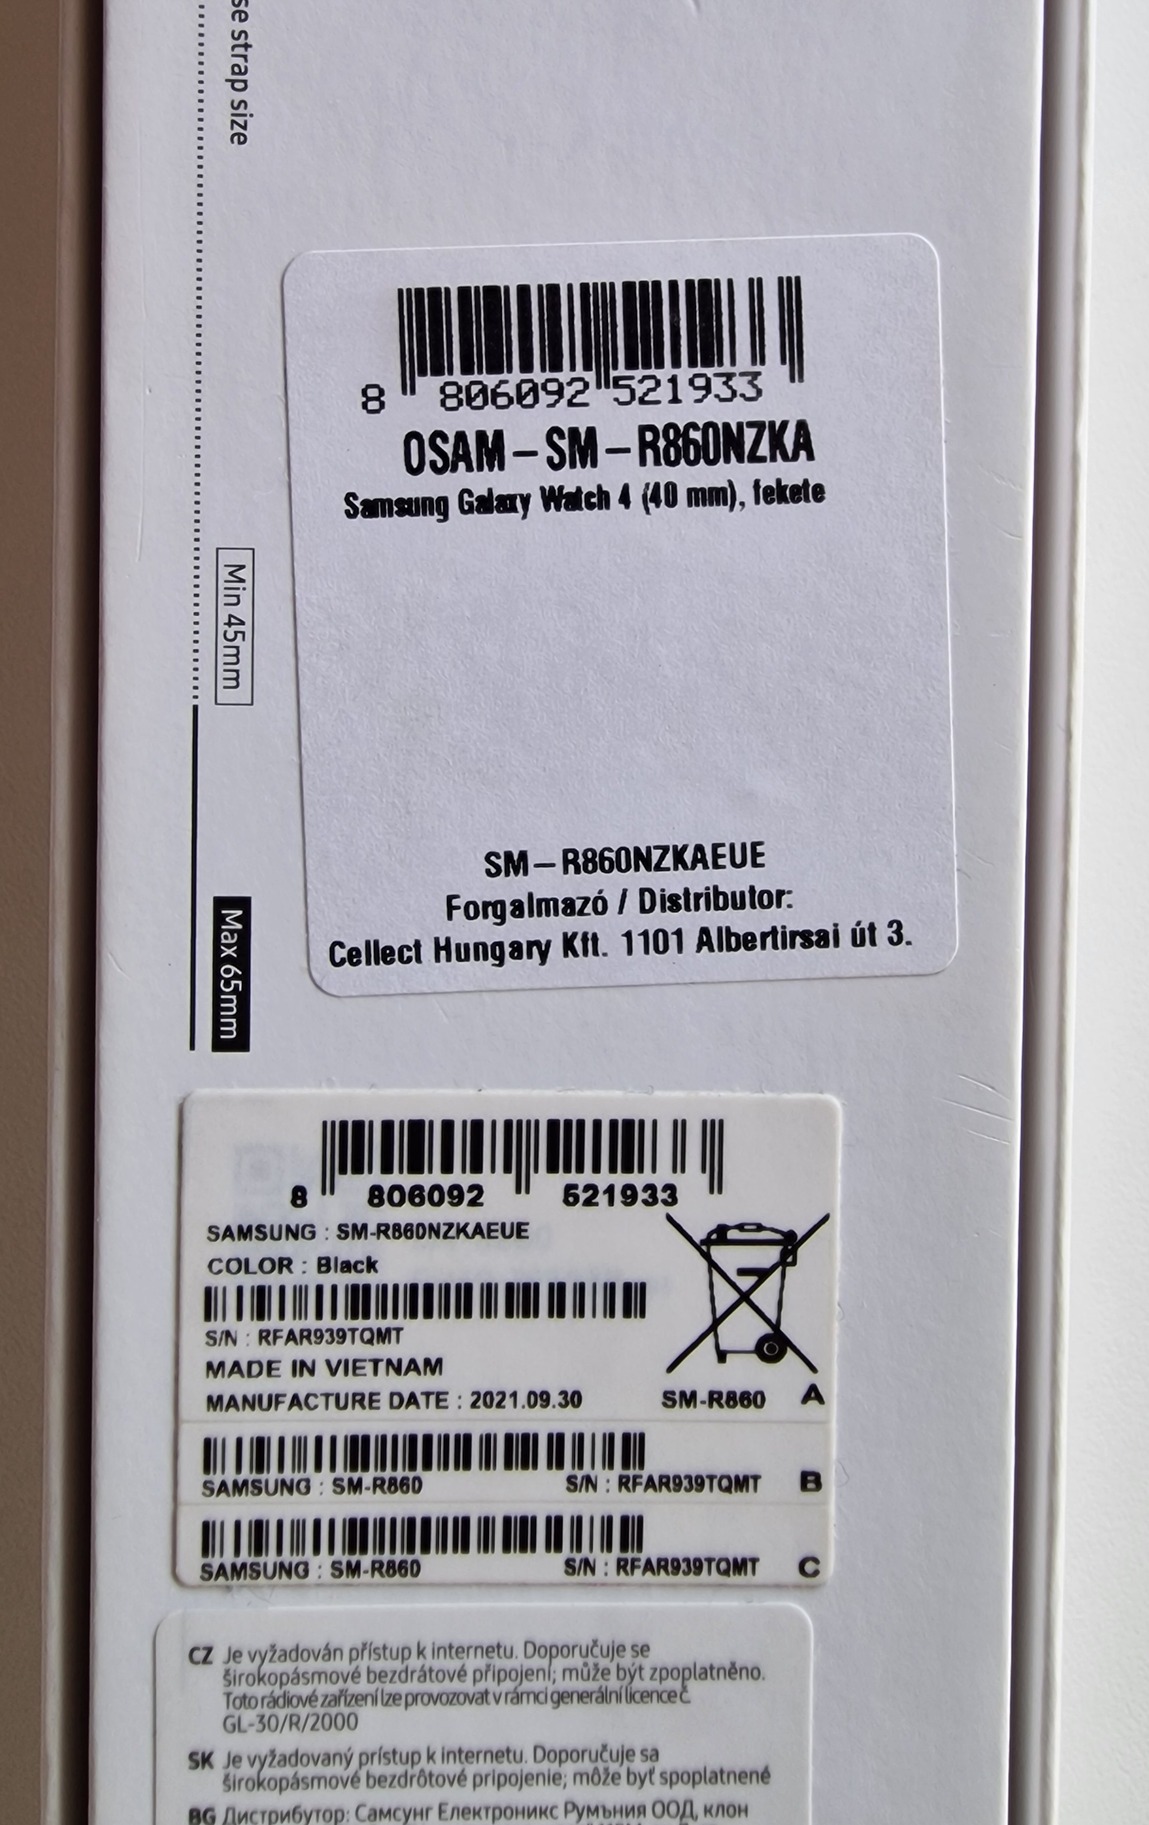 se strap size
Min 45mm
Max 65mm
8 806092 521933
OSAM-SM-R860NZKA
Samsung Galaxy Watch 4 (40 mm), fekete
SM-R860NZKAEUE
Forgalmazó / Distributor:
Cellect Hungary Kft. 1101 Albertirsai út 3.
8 806092 521933
SAMSUNG : SM-R860NZKAEUE
COLOR : Black
S/N : RFAR939TQMT
MADE IN VIETNAM
MANUFACTURE DATE : 2021.09.30 SM-R860 A
SAMSUNG : SM-R860 S/N : RFAR939TQMT B
SAMSUNG : SM-R860 S/N : RFAR939TQMT C
CZ Je vyžadován přístup k internetu. Doporučuje se
širokopásmové bezdrátové připojení; může být zpoplatněno.
Toto rádiové zařízení lze provozovat v rámci generální licence č.
GL-30/R/2000
SK Je vyžadovaný prístup k internetu. Doporučuje sa
širokopásmové bezdrôtové pripojenie; môže byť spoplatnené
BG Дистрибутор: Самсунг Електроникс Румъния ООД, клон